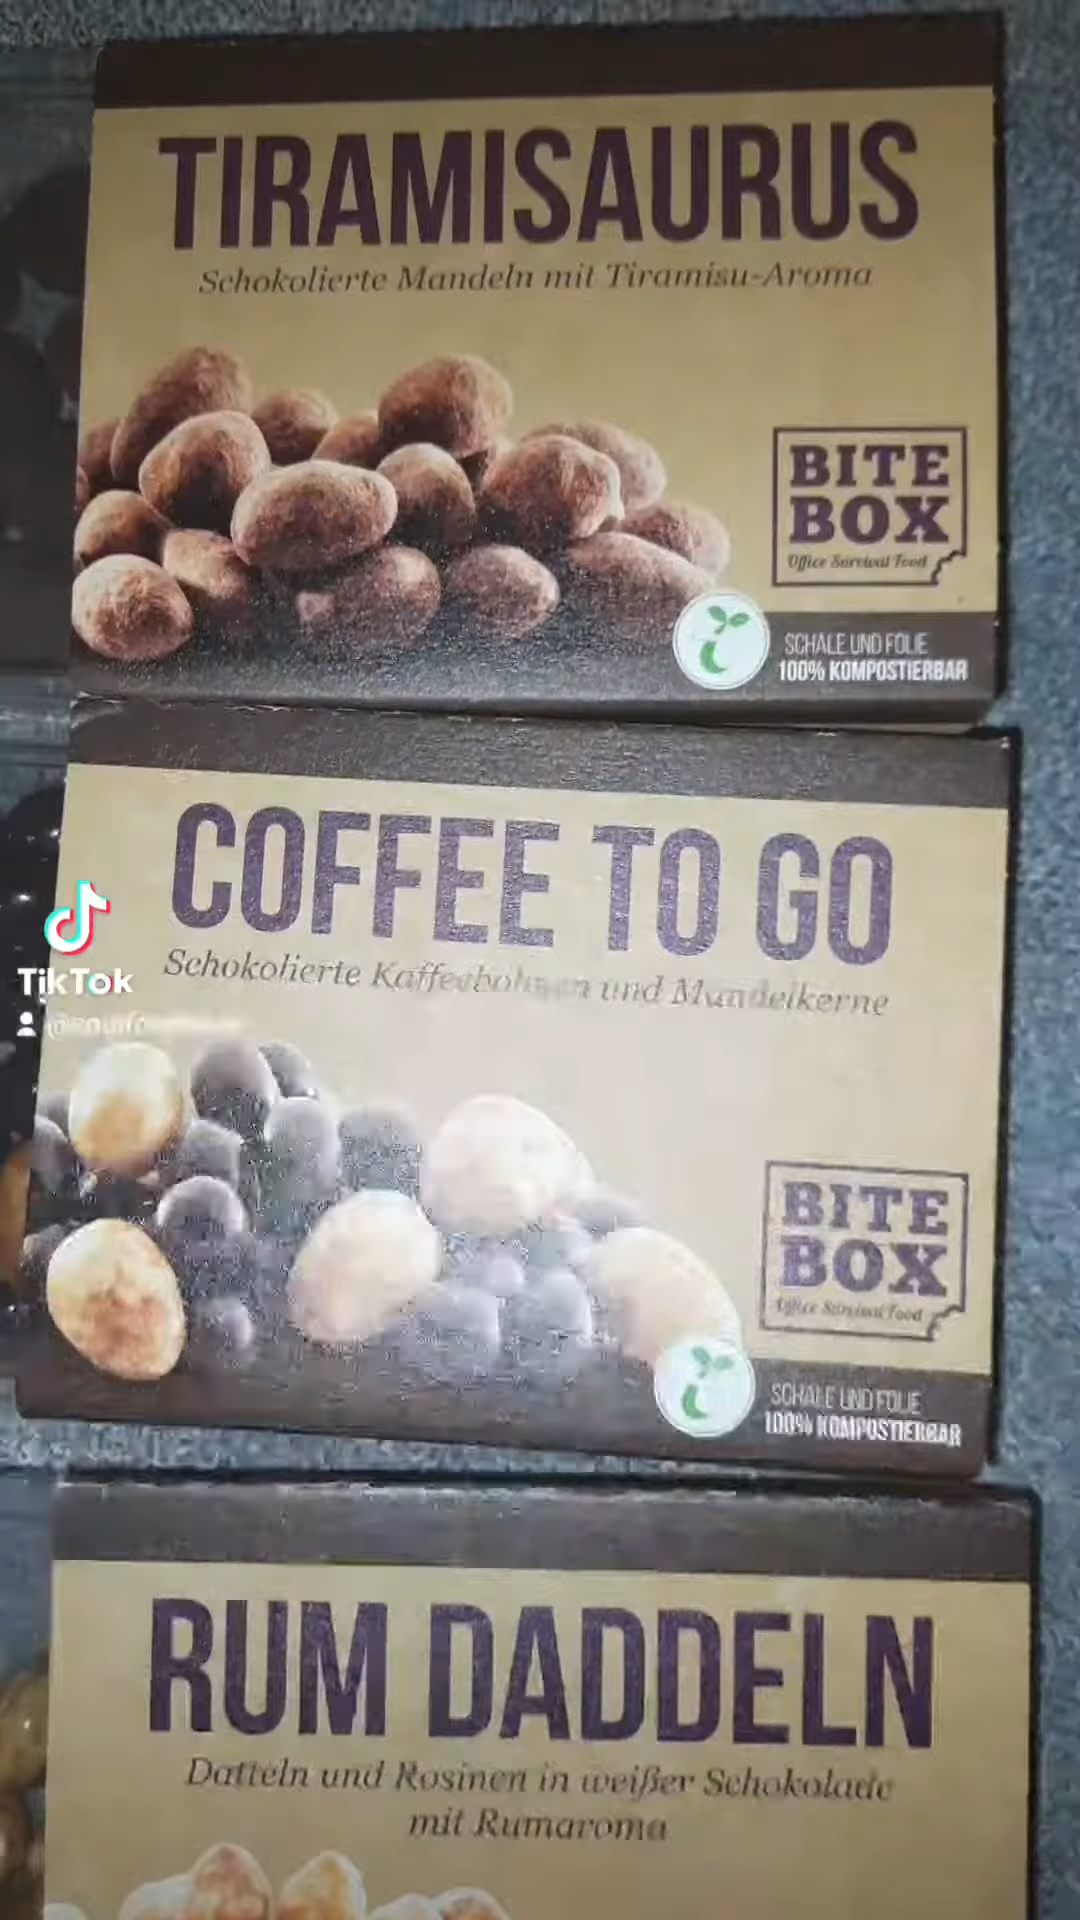 TIRAMISAURUS
Schokolierte Mandeln mit Tiramisu-Aroma
BITE
BOX
Office Survival Food
SCHALE UND FOLIE
100% KOMPOSTIERBAR
COFFEE TO GO
Schokolierte Kaffeebohnen und Mandelkerne
TikTok
BITE
BOX
Office Survival Food
SCHALE UND FOLIE
100% KOMPOSTIERBAR
RUM DADDELN
Datteln und Rosinen in weißer Schokolade
mit Rumaroma